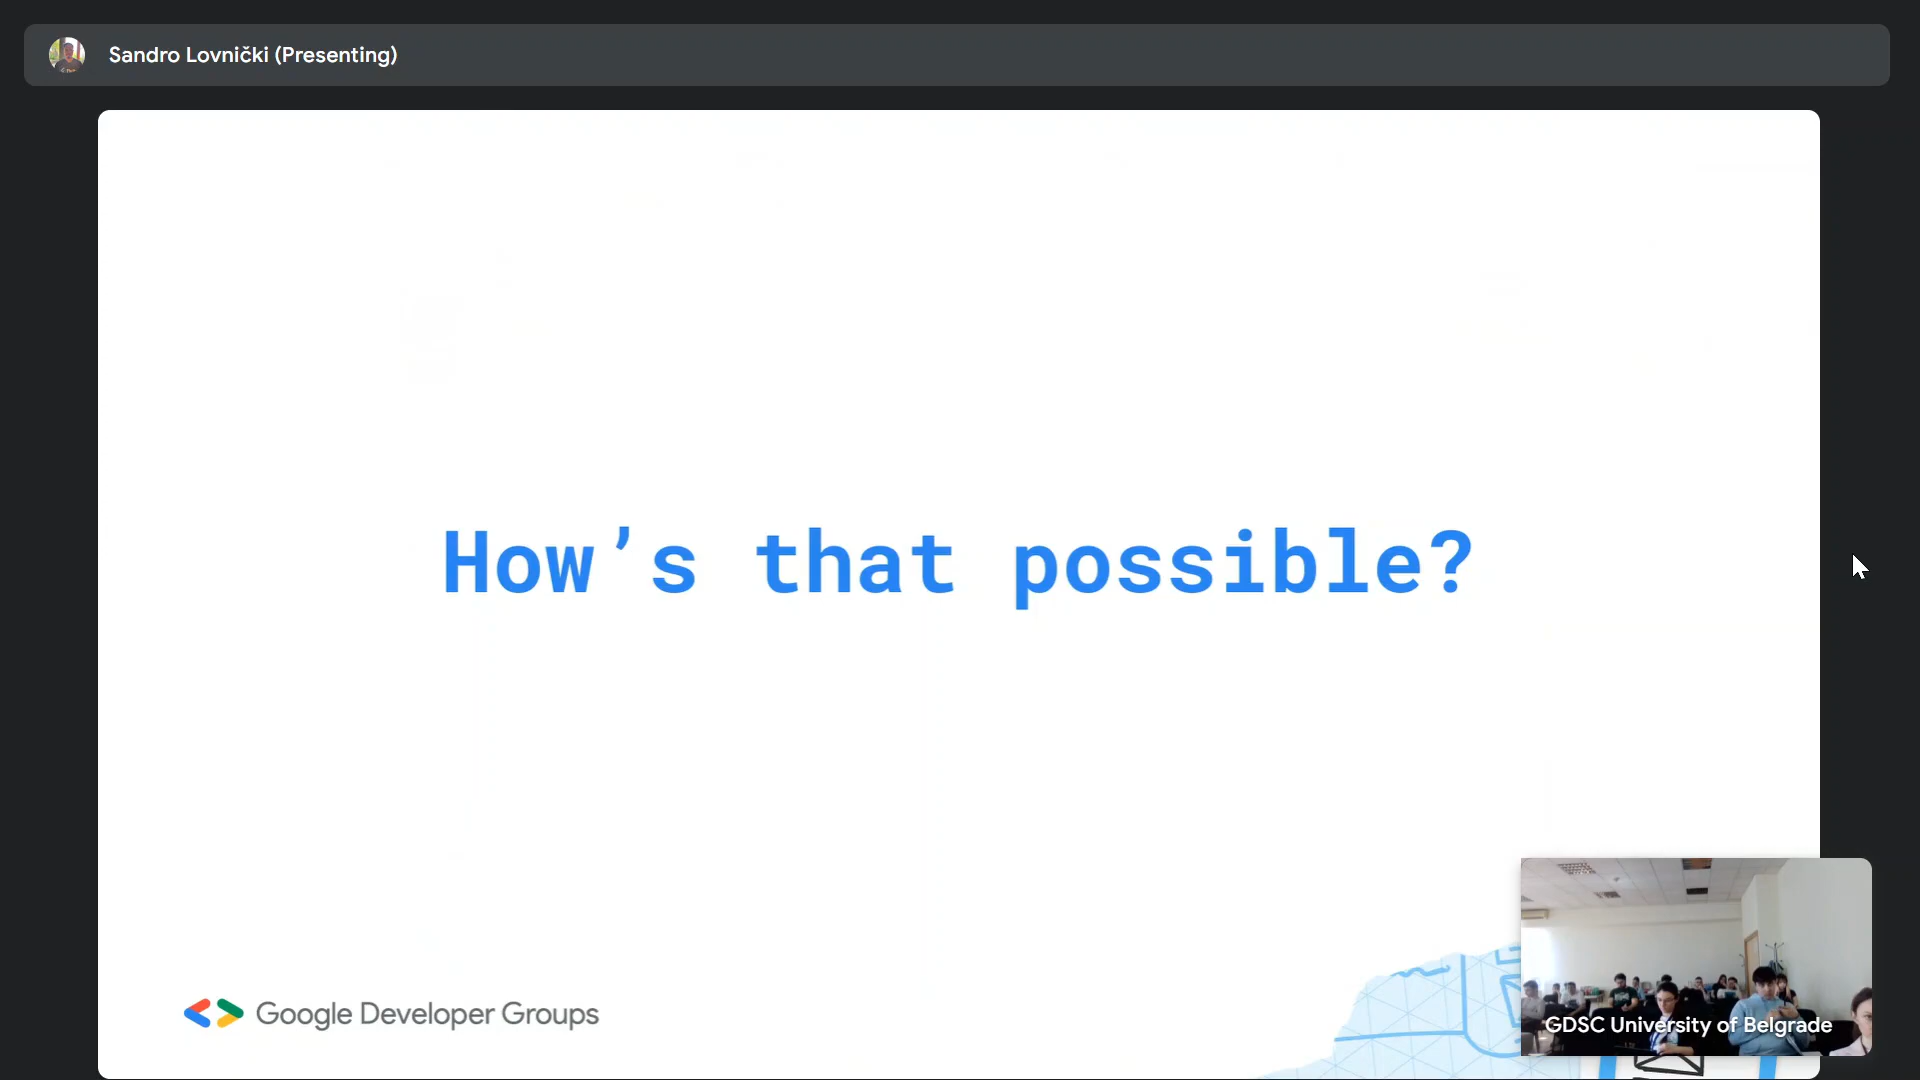 Sandro Lovnički (Presenting)
How’s that possible?
Google Developer Groups
GDSC University of Belgrade